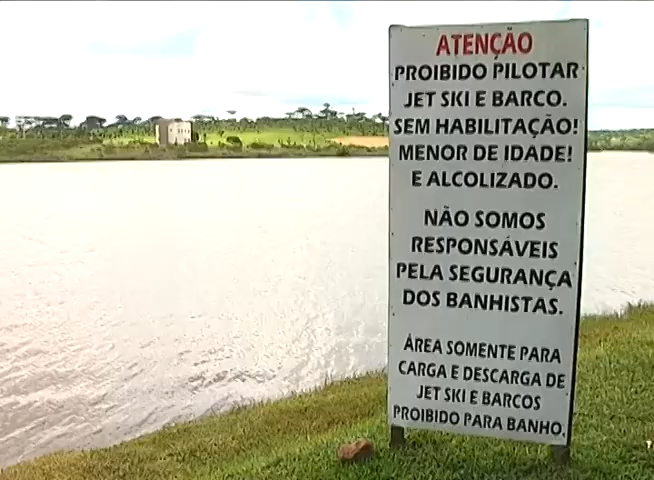 ATENÇÃO
PROIBIDO PILOTAR
JET SKI E BARCO.
SEM HABILITAÇÃO!
MENOR DE IDADE!
E ALCOLIZADO.
NÃO SOMOS
RESPONSÁVEIS
PELA SEGURANÇA
DOS BANHISTAS.
ÁREA SOMENTE PARA
CARGA E DESCARGA DE
JET SKI E BARCOS
PROIBIDO PARA BANHO.